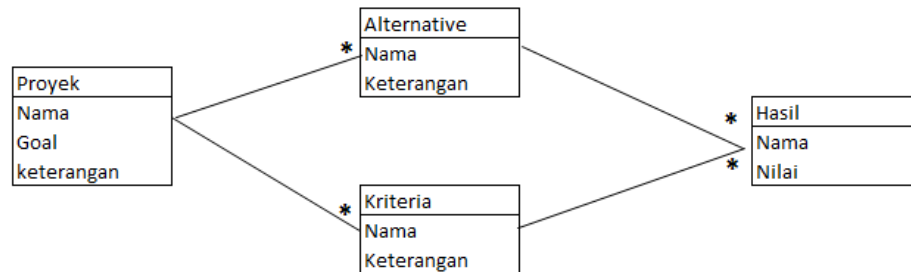 Proyek
Nama
Goal
keterangan
*
Alternative
Nama
Keterangan
*
Kriteria
Nama
Keterangan
*
*
Hasil
Nama
Nilai